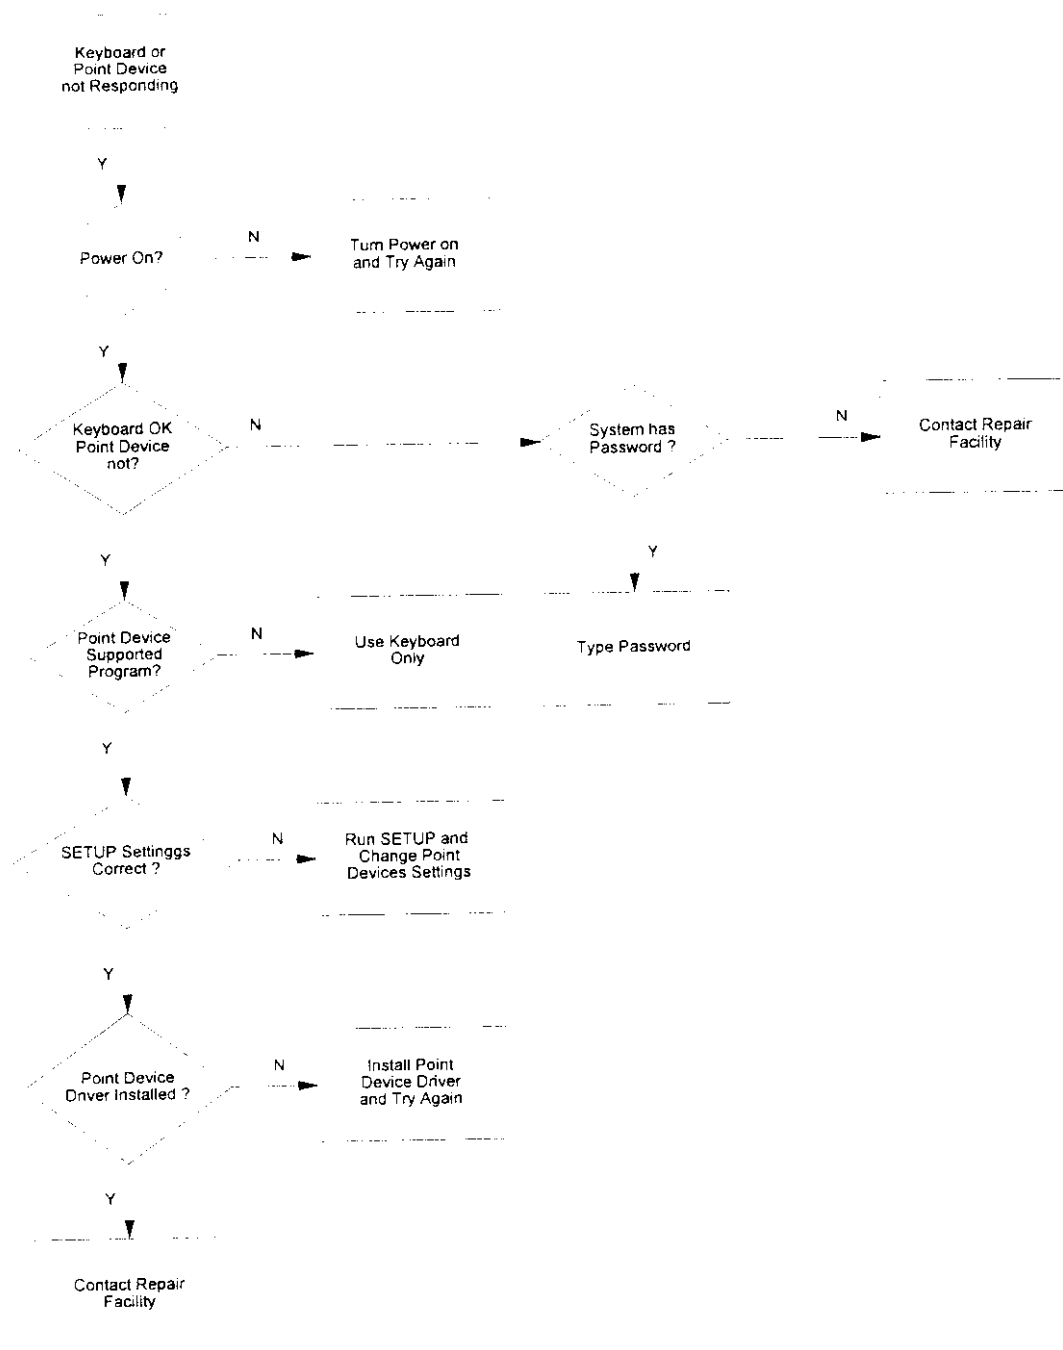 Keyboard or
Point Device
not Responding
Y
Power On?
N
Turn Power on
and Try Again
Y
Keyboard OK
Point Device
not?
N
System has
Password ?
N
Contact Repair
Facility
Y
Y
Point Device
Supported
Program?
N
Use Keyboard
Only
Type Password
Y
SETUP Settinggs
Correct ?
N
Run SETUP and
Change Point
Devices Settings
Y
Point Device
Driver Installed ?
N
Install Point
Device Driver
and Try Again
Y
Contact Repair
Facility